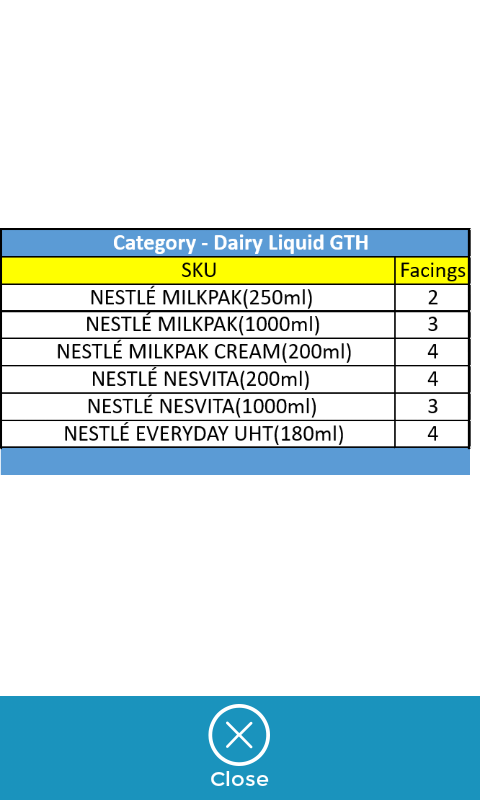 Category - Dairy Liquid GTH
SKU Facings
NESTLÉ MILKPAK(250ml) 2
NESTLÉ MILKPAK(1000ml) 3
NESTLÉ MILKPAK CREAM(200ml) 4
NESTLÉ NESVITA(200ml) 4
NESTLÉ NESVITA(1000ml) 3
NESTLÉ EVERYDAY UHT(180ml) 4
Close